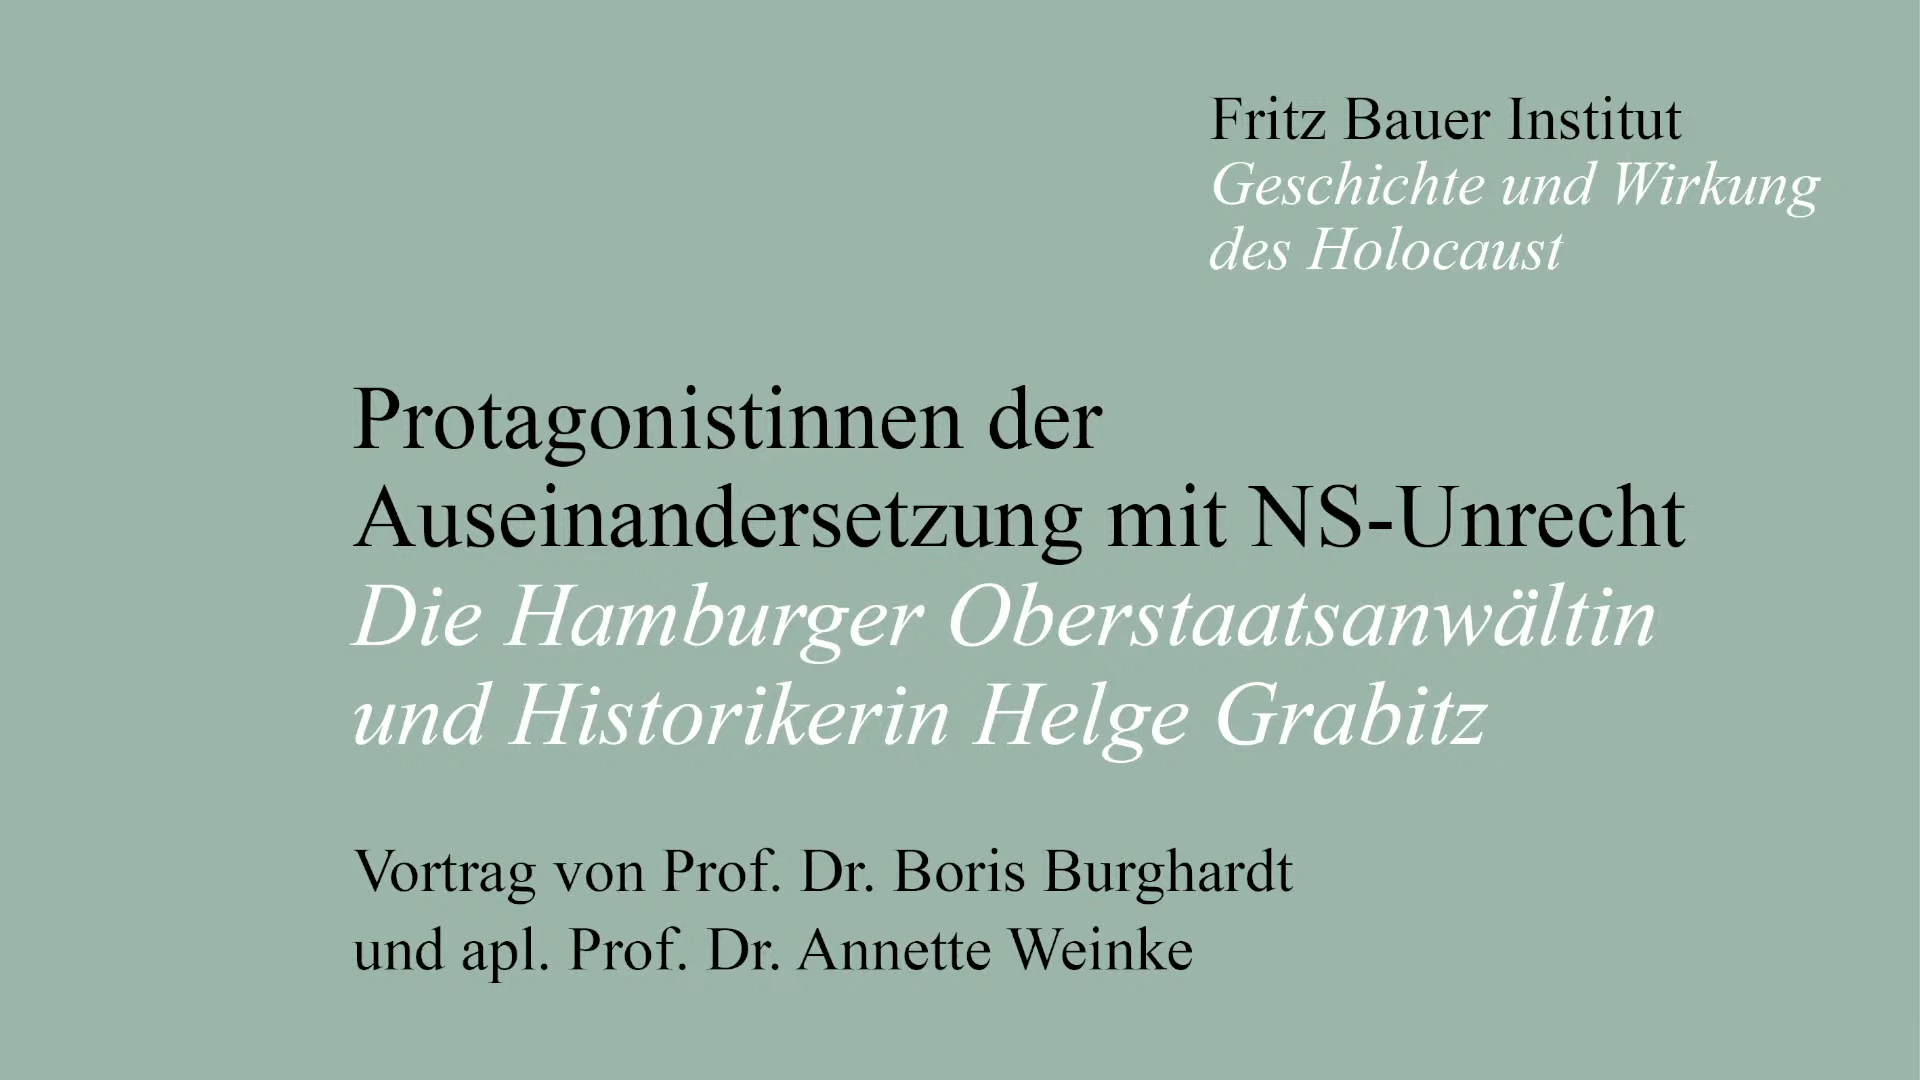 Fritz Bauer Institut
Geschichte und Wirkung
des Holocaust
Protagonistinnen der
Auseinandersetzung mit NS-Unrecht
Die Hamburger Oberstaatsanwältin
und Historikerin Helge Grabitz
Vortrag von Prof. Dr. Boris Burghardt
und apl. Prof. Dr. Annette Weinke